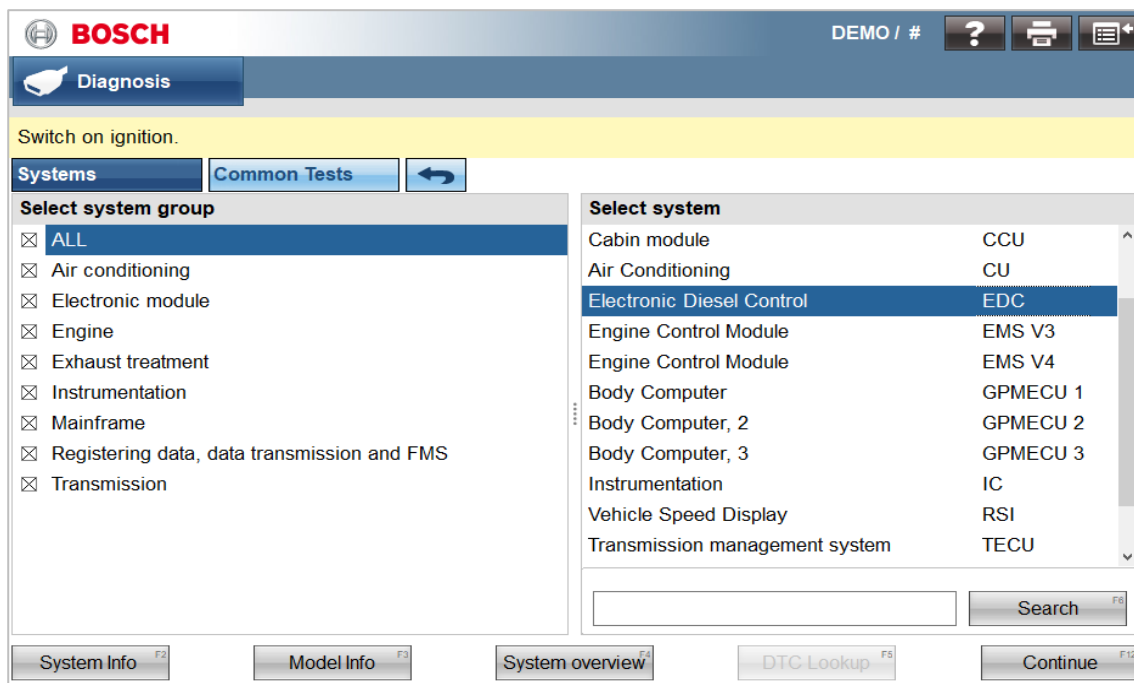 BOSCH
DEMO / #
?
Diagnosis
Switch on ignition.
Systems
Common Tests
Select system group
ALL
Air conditioning
Electronic module
Engine
Exhaust treatment
Instrumentation
Mainframe
Registering data, data transmission and FMS
Transmission
Select system
Cabin module CCU
Air Conditioning CU
Electronic Diesel Control EDC
Engine Control Module EMS V3
Engine Control Module EMS V4
Body Computer GPMECU 1
Body Computer, 2 GPMECU 2
Body Computer, 3 GPMECU 3
Instrumentation IC
Vehicle Speed Display RSI
Transmission management system TECU
Search F6
System Info F2
Model Info F3
System overview F4
DTC Lookup F5
Continue F12